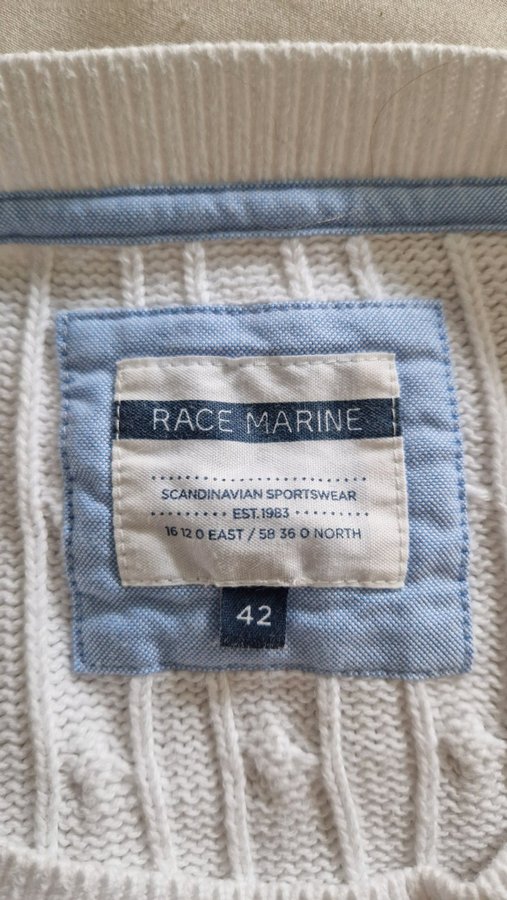 RACE MARINE
SCANDINAVIAN SPORTSWEAR
EST.1983
16 12 0 EAST / 58 36 0 NORTH
42